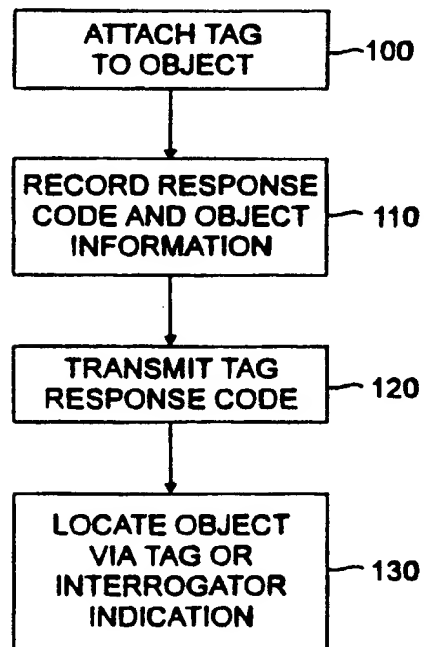 ATTACH TAG
TO OBJECT
100
RECORD RESPONSE
CODE AND OBJECT
INFORMATION
110
TRANSMIT TAG
RESPONSE CODE
120
LOCATE OBJECT
VIA TAG OR
INTERROGATOR
INDICATION
130